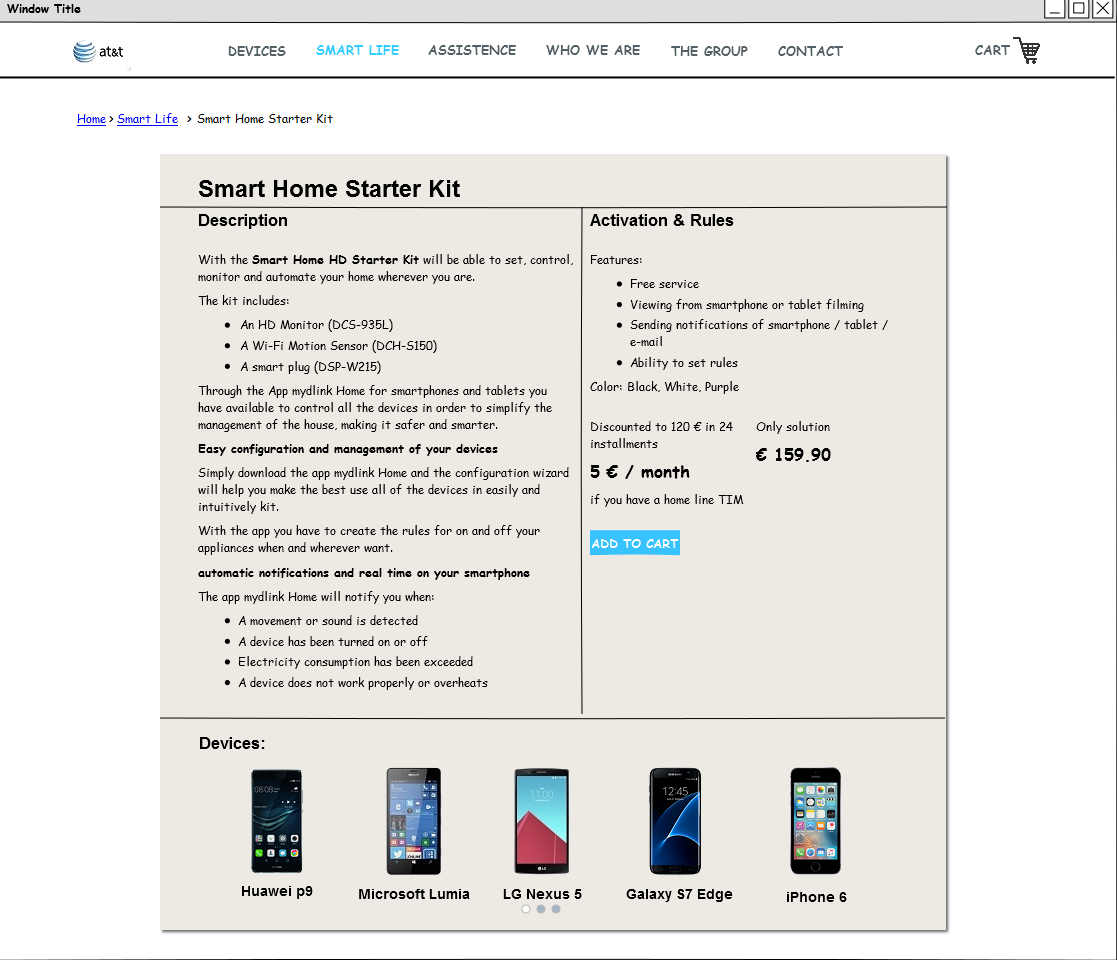 Window Title
at&t
DEVICES SMART LIFE ASSISTENCE WHO WE ARE THE GROUP CONTACT CART
Home > Smart Life > Smart Home Starter Kit
Smart Home Starter Kit
Description
With the Smart Home HD Starter Kit will be able to set, control,
monitor and automate your home wherever you are.
The kit includes:
• An HD Monitor (DCS-935L)
• A Wi-Fi Motion Sensor (DCH-S150)
• A smart plug (DSP-W215)
Through the App mydlink Home for smartphones and tablets you
have available to control all the devices in order to simplify the
management of the house, making it safer and smarter.
Easy configuration and management of your devices
Simply download the app mydlink Home and the configuration wizard
will help you make the best use all of the devices in easily and
intuitively kit.
With the app you have to create the rules for on and off your
appliances when and wherever want.
automatic notifications and real time on your smartphone
The app mydlink Home will notify you when:
• A movement or sound is detected
• A device has been turned on or off
• Electricity consumption has been exceeded
• A device does not work properly or overheats
Activation & Rules
Features:
• Free service
• Viewing from smartphone or tablet filming
• Sending notifications of smartphone / tablet /
e-mail
• Ability to set rules
Color: Black, White, Purple
Discounted to 120 € in 24
installments
5 € / month
if you have a home line TIM
Only solution
€ 159.90
ADD TO CART
Devices:
08:08
11:00
12:45
Huawei p9
Microsoft Lumia
LG Nexus 5
Galaxy S7 Edge
iPhone 6